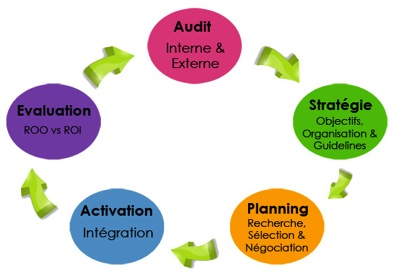 Audit
Interne &
Externe
Stratégie
Objectifs,
Organisation &
Guidelines
Planning
Recherche,
Sélection &
Négociation
Activation
Intégration
Evaluation
ROO vs ROI